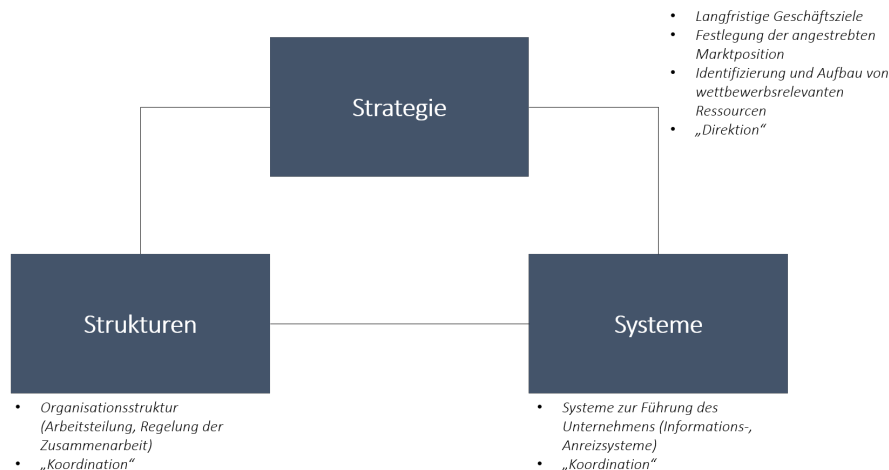 Strategie
• Langfristige Geschäftsziele
• Festlegung der angestrebten
Marktposition
• Identifizierung und Aufbau von
wettbewerbsrelevanten
Ressourcen
• „Direktion“
Strukturen
• Organisationsstruktur
(Arbeitsteilung, Regelung der
Zusammenarbeit)
• „Koordination“
Systeme
• Systeme zur Führung des
Unternehmens (Informations-,
Anreizsysteme)
• „Koordination“